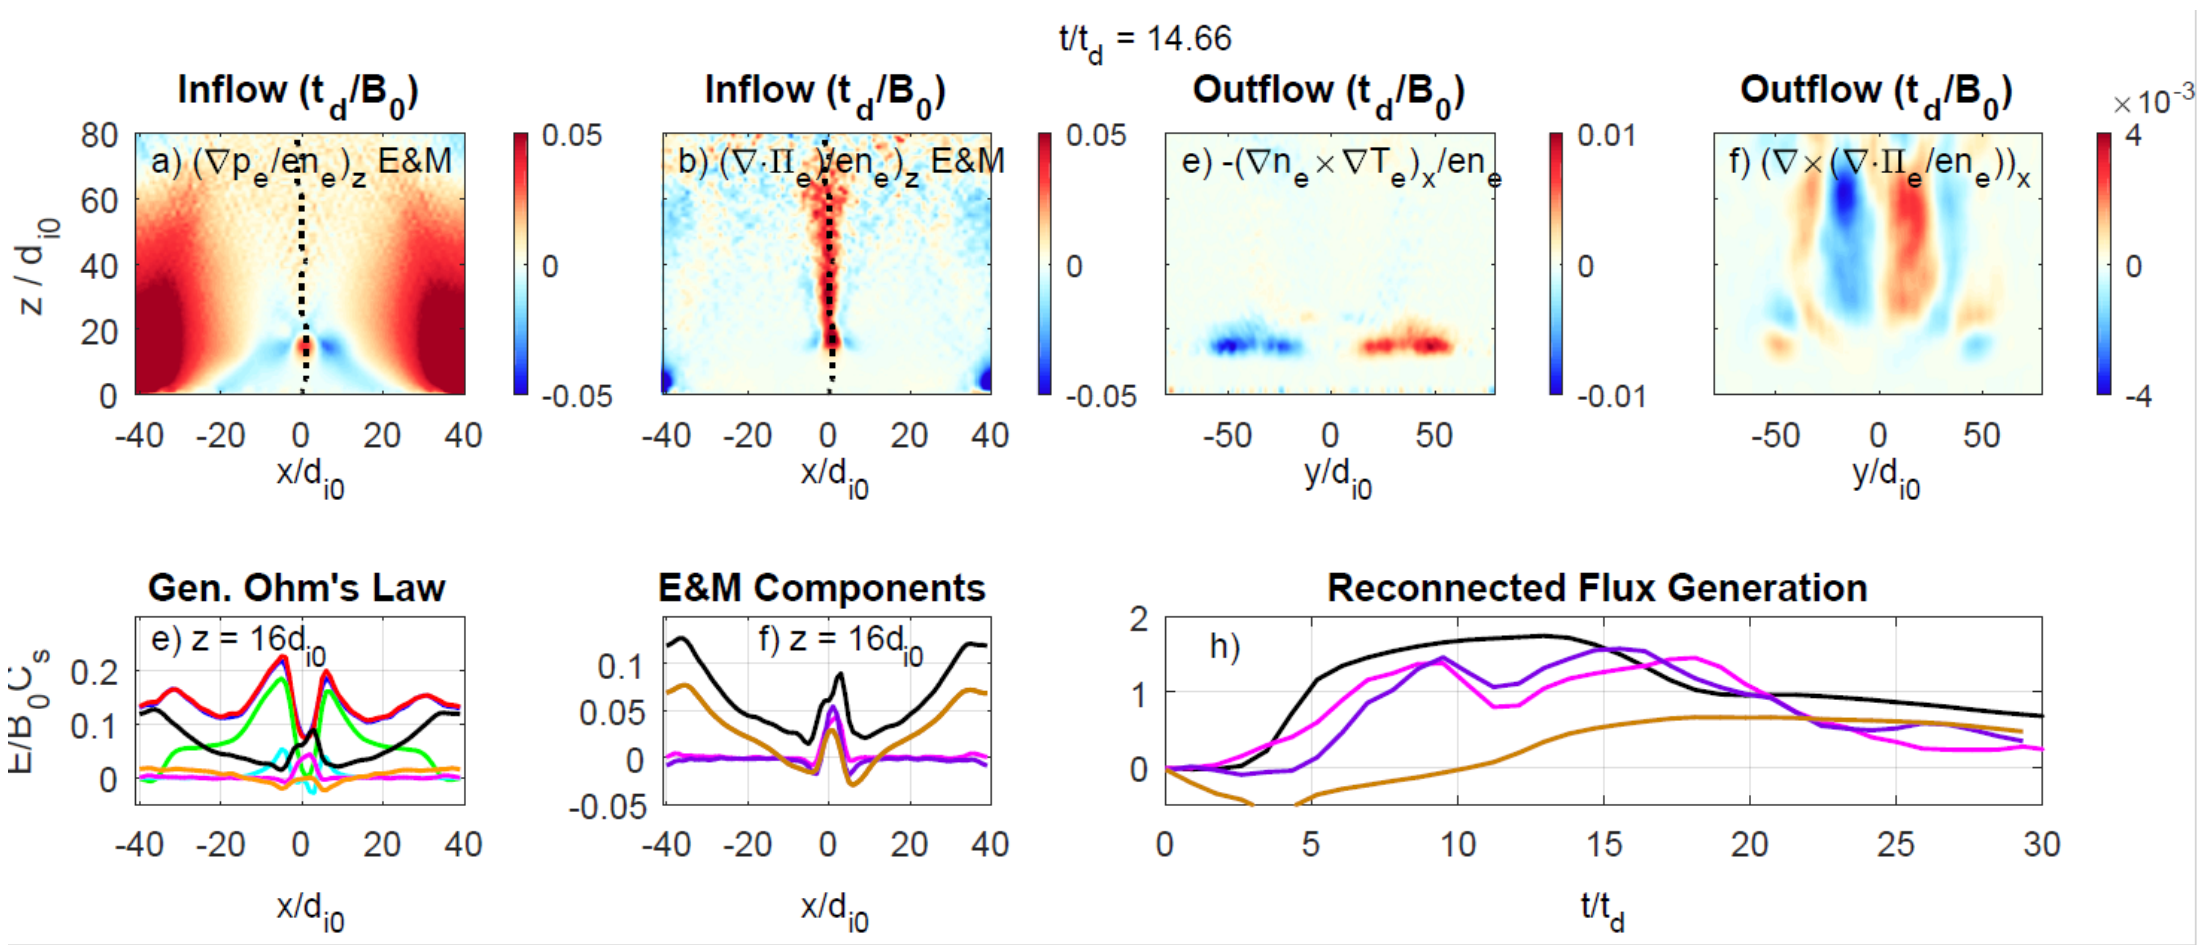 t/t_d = 14.66
Inflow (t_d/B_0)
Inflow (t_d/B_0)
Outflow (t_d/B_0)
Outflow (t_d/B_0)
a) (∇p_e/en_e)_z E&M
b) (∇·Π_e)/en_e)_z E&M
e) -(∇n_e×∇T_e)_x/en_e
f) (∇×(∇·Π_e/en_e))_x
z / d_i0
80
60
40
20
0
-40 -20 0 20 40
x/d_i0
0.05
0
-0.05
-40 -20 0 20 40
x/d_i0
0.05
0
-0.05
-50 0 50
y/d_i0
0.01
0
-0.01
-50 0 50
y/d_i0
×10^-3
4
0
-4
Gen. Ohm's Law
E&M Components
Reconnected Flux Generation
e) z = 16d_i0
E/B_0C_s
0.2
0.1
0
-40 -20 0 20 40
x/d_i0
f) z = 16d_i0
0.1
0.05
0
-0.05
-40 -20 0 20 40
x/d_i0
h)
2
1
0
0 5 10 15 20 25 30
t/t_d